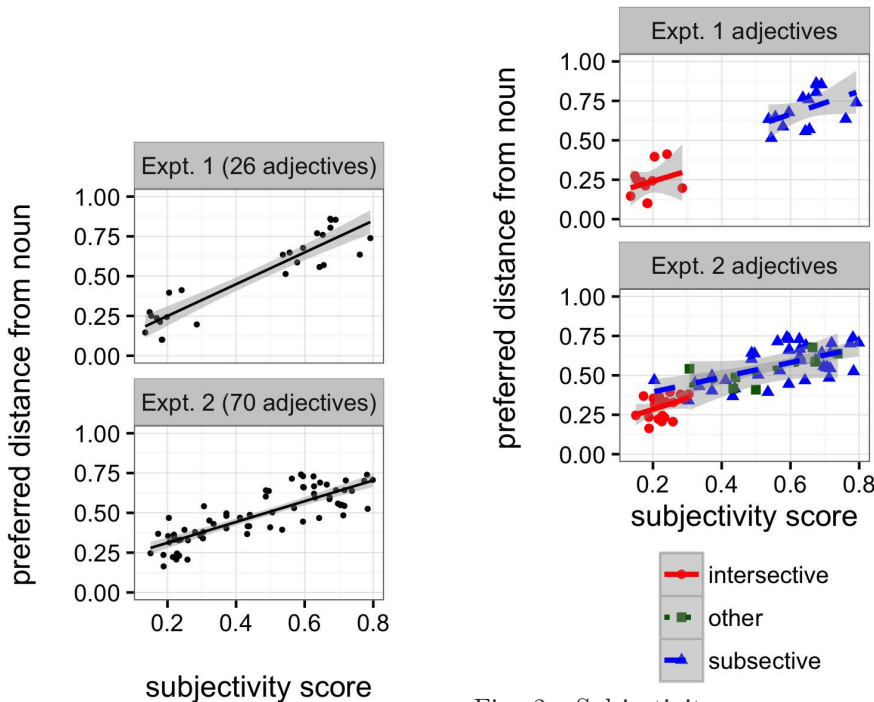 Expt. 1 (26 adjectives)
1.00
0.75
0.50
0.25
0.00
Expt. 2 (70 adjectives)
1.00
0.75
0.50
0.25
0.00
0.2 0.4 0.6 0.8
subjectivity score
preferred distance from noun
Expt. 1 adjectives
1.00
0.75
0.50
0.25
0.00
Expt. 2 adjectives
1.00
0.75
0.50
0.25
0.00
0.2 0.4 0.6 0.8
subjectivity score
preferred distance from noun
intersective
other
subsective